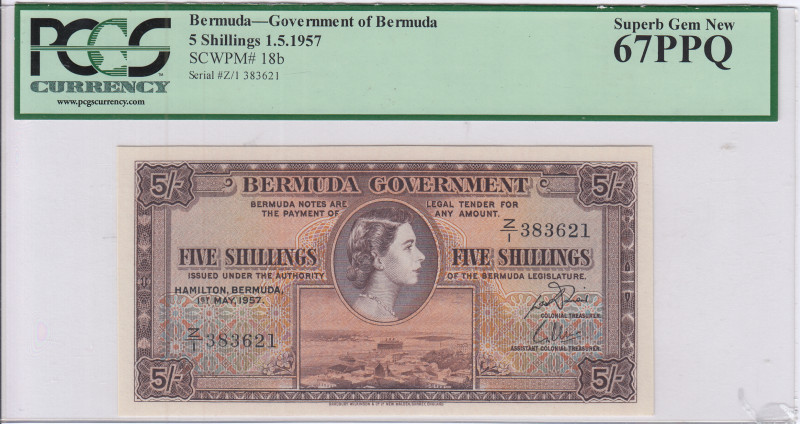 PCGS
CURRENCY
www.pcgscurrency.com
Bermuda—Government of Bermuda
5 Shillings 1.5.1957
SCWPM# 18b
Serial #Z/1 383621
Superb Gem New
67PPQ
5/- 5/-
BERMUDA GOVERNMENT
BERMUDA NOTES ARE LEGAL TENDER FOR
THE PAYMENT OF ANY AMOUNT.
Z/1 383621
FIVE SHILLINGS FIVE SHILLINGS
ISSUED UNDER THE AUTHORITY OF THE BERMUDA LEGISLATURE.
HAMILTON, BERMUDA,
1ST MAY, 1957.
COLONIAL TREASURER.
Z/1 383621
ASSISTANT COLONIAL TREASURER.
5/- 5/-